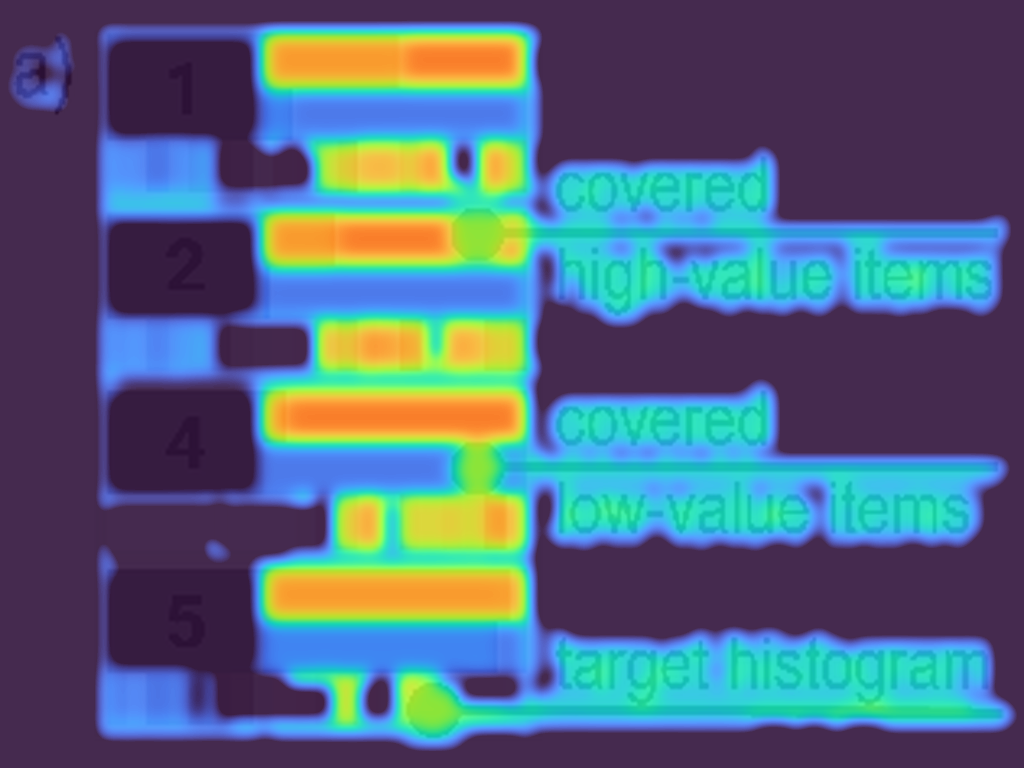 a)
1
covered
2
high-value items
covered
4
low-value items
5
target histogram